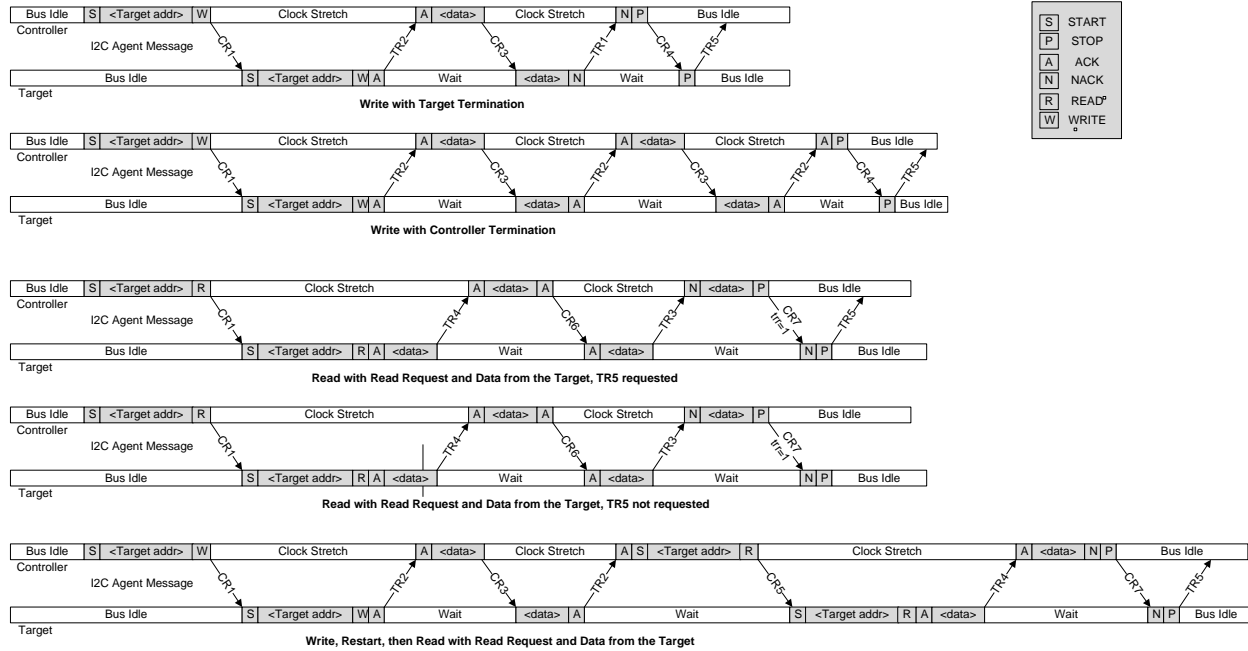 Bus Idle S <Target addr> W Clock Stretch A <data> Clock Stretch N P Bus Idle
Controller
I2C Agent Message CR1 TR2 CR3 TR1 CR4 TR5
Bus Idle S <Target addr> W A Wait <data> N Wait P Bus Idle
Target
Write with Target Termination
S START
P STOP
A ACK
N NACK
R READ
W WRITE
Bus Idle S <Target addr> W Clock Stretch A <data> Clock Stretch A <data> Clock Stretch A P Bus Idle
Controller
I2C Agent Message CR1 TR2 CR3 TR2 CR3 TR2 CR4 TR5
Bus Idle S <Target addr> W A Wait <data> A Wait <data> A Wait P Bus Idle
Target
Write with Controller Termination
Bus Idle S <Target addr> R Clock Stretch A <data> A Clock Stretch N <data> P Bus Idle
Controller
I2C Agent Message CR1 TR4 CR6 TR3 CR7 trr=1 TR5
Bus Idle S <Target addr> R A <data> Wait A <data> Wait N P Bus Idle
Target
Read with Read Request and Data from the Target, TR5 requested
Bus Idle S <Target addr> R Clock Stretch A <data> A Clock Stretch N <data> P Bus Idle
Controller
I2C Agent Message CR1 TR4 CR6 TR3 CR7 trr=1
Bus Idle S <Target addr> R A <data> Wait A <data> Wait N P Bus Idle
Target
Read with Read Request and Data from the Target, TR5 not requested
Bus Idle S <Target addr> W Clock Stretch A <data> Clock Stretch A S <Target addr> R Clock Stretch A <data> N P Bus Idle
Controller
I2C Agent Message CR1 TR2 CR3 TR2 CR5 TR4 CR7 TR5
Bus Idle S <Target addr> W A Wait <data> A Wait S <Target addr> R A <data> Wait N P Bus Idle
Target
Write, Restart, then Read with Read Request and Data from the Target